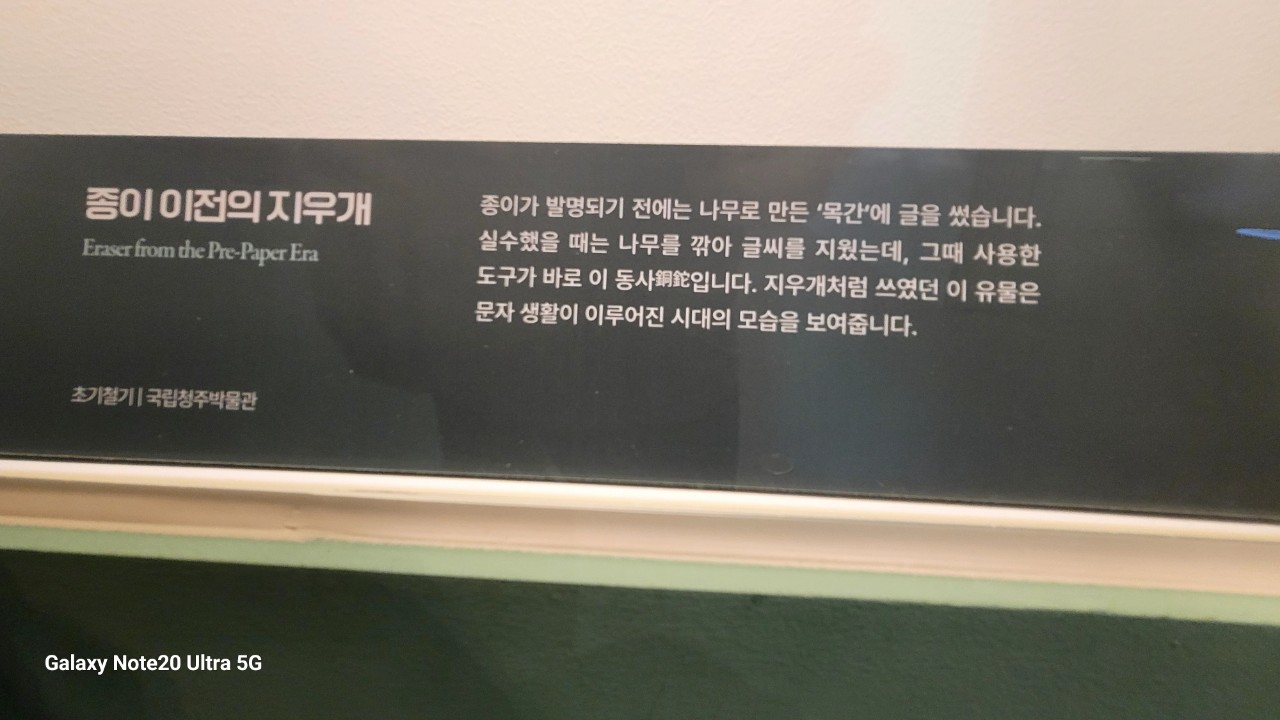 종이 이전의 지우개
Eraser from the Pre-Paper Era
종이가 발명되기 전에는 나무로 만든 ‘목간’에 글을 썼습니다.
실수했을 때는 나무를 깎아 글씨를 지웠는데, 그때 사용한
도구가 바로 이 동사銅鉈입니다. 지우개처럼 쓰였던 이 유물은
문자 생활이 이루어진 시대의 모습을 보여줍니다.
초기철기 | 국립청주박물관
Galaxy Note20 Ultra 5G